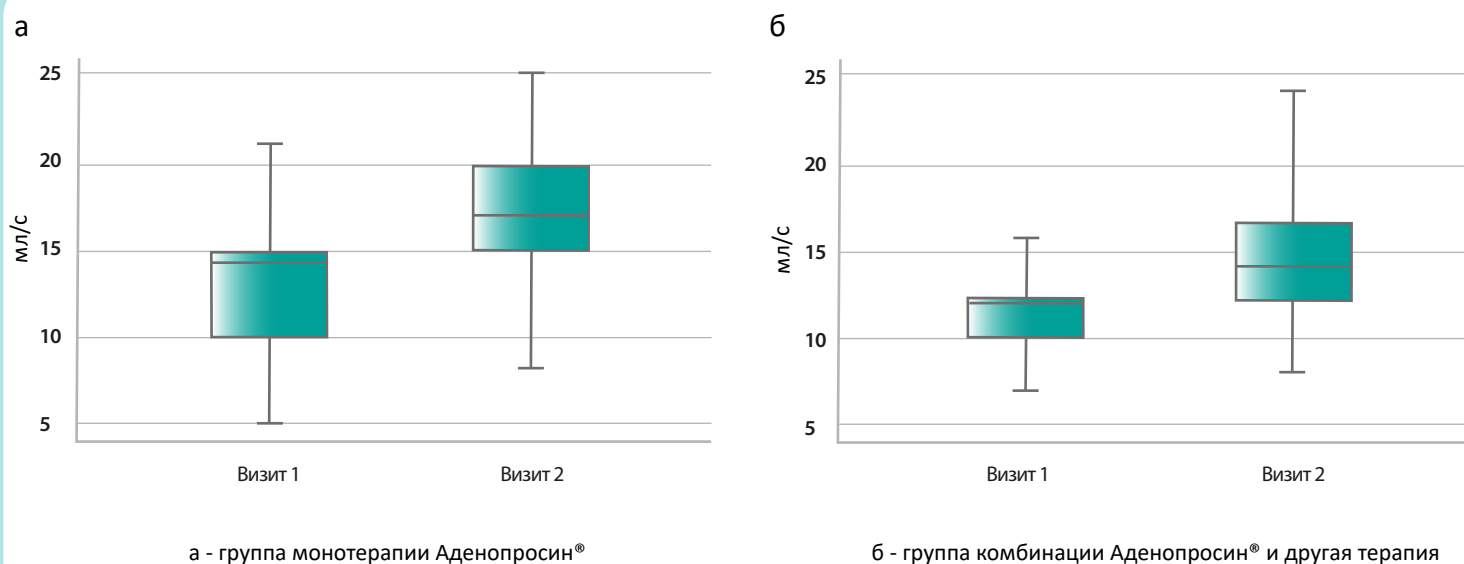 а
25
20
15
10
5
мл/с
Визит 1
Визит 2
а - группа монотерапии Аденопросин®
б
25
20
15
10
5
мл/с
Визит 1
Визит 2
б - группа комбинации Аденопросин® и другая терапия